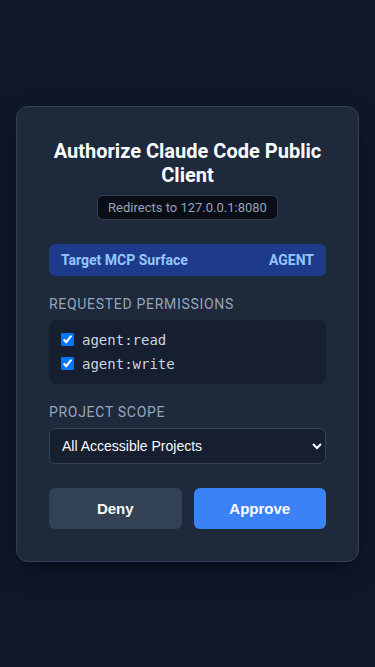 Authorize Claude Code Public
Client
Redirects to 127.0.0.1:8080
Target MCP Surface AGENT
REQUESTED PERMISSIONS
agent:read
agent:write
PROJECT SCOPE
All Accessible Projects
Deny Approve